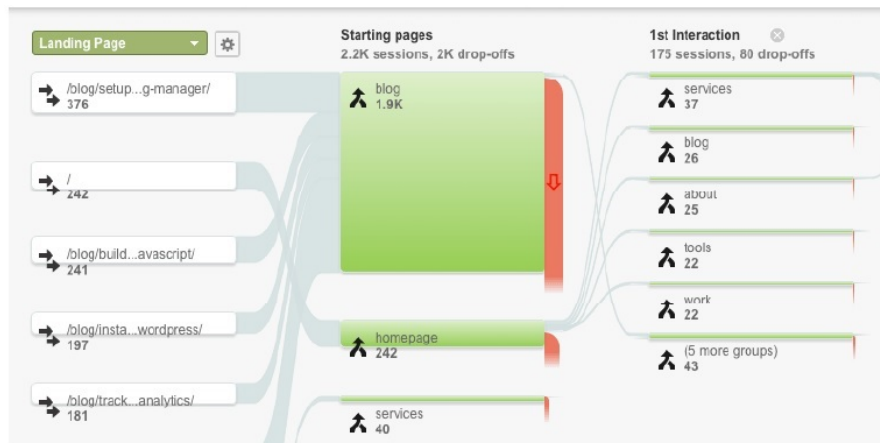 Landing Page
Starting pages
2.2K sessions, 2K drop-offs
1st Interaction
175 sessions, 80 drop-offs
/blog/setup...g-manager/
376
/
242
/blog/build...avascript/
241
/blog/insta...wordpress/
197
/blog/track...analytics/
181
blog
1.9K
homepage
242
services
40
services
37
blog
26
about
25
tools
22
work
22
(5 more groups)
43